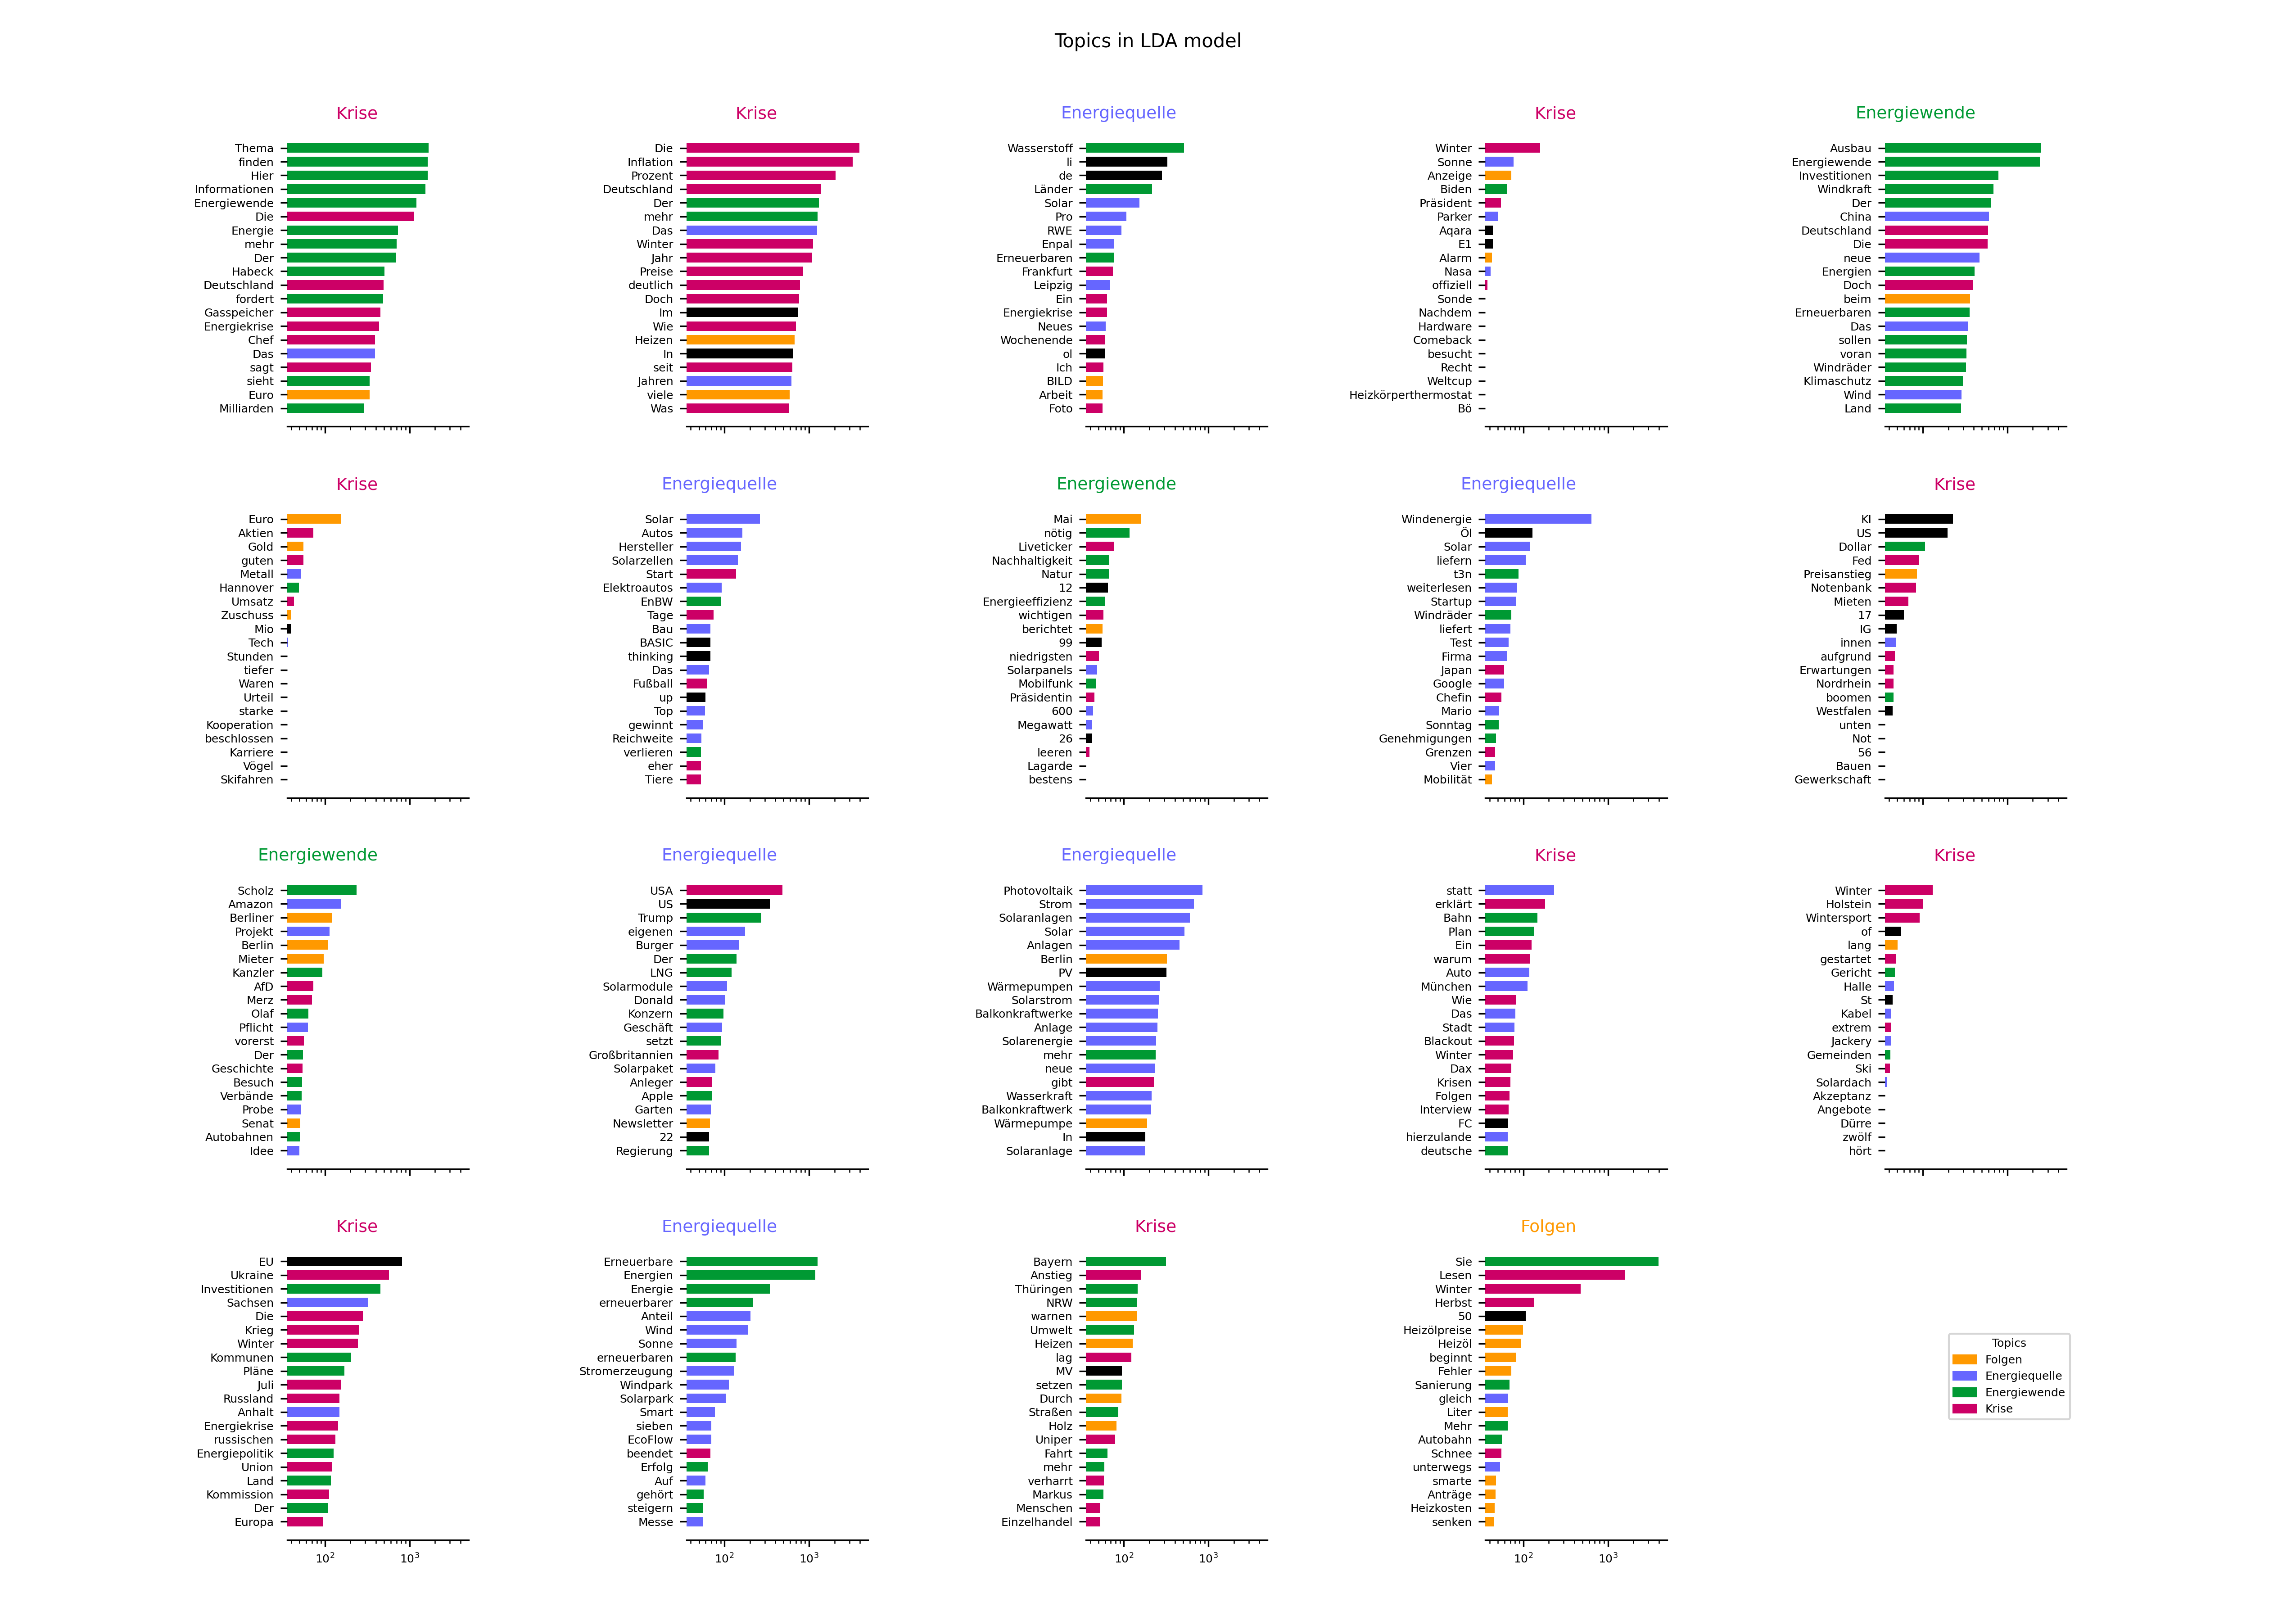 Topics in LDA model
Krise
Thema
finden
Hier
Informationen
Energiewende
Die
Energie
mehr
Der
Habeck
Deutschland
fordert
Gasspeicher
Energiekrise
Chef
Das
sagt
sieht
Euro
Milliarden
Krise
Die
Inflation
Prozent
Deutschland
Der
mehr
Das
Winter
Jahr
Preise
deutlich
Doch
Im
Wie
Heizen
In
seit
Jahren
viele
Was
Energiequelle
Wasserstoff
li
de
Länder
Solar
Pro
RWE
Enpal
Erneuerbaren
Frankfurt
Leipzig
Ein
Energiekrise
Neues
Wochenende
ol
Ich
BILD
Arbeit
Foto
Krise
Winter
Sonne
Anzeige
Biden
Präsident
Parker
Aqara
E1
Alarm
Nasa
offiziell
Sonde
Nachdem
Hardware
Comeback
besucht
Recht
Weltcup
Heizkörperthermostat
Bö
Energiewende
Ausbau
Energiewende
Investitionen
Windkraft
Der
China
Deutschland
Die
neue
Energien
Doch
beim
Erneuerbaren
Das
sollen
voran
Windräder
Klimaschutz
Wind
Land
Krise
Euro
Aktien
Gold
guten
Metall
Hannover
Umsatz
Zuschuss
Mio
Tech
Stunden
tiefer
Waren
Urteil
starke
Kooperation
beschlossen
Karriere
Vögel
Skifahren
Energiequelle
Solar
Autos
Hersteller
Solarzellen
Start
Elektroautos
EnBW
Tage
Bau
BASIC
thinking
Das
Fußball
up
Top
gewinnt
Reichweite
verlieren
eher
Tiere
Energiewende
Mai
nötig
Liveticker
Nachhaltigkeit
Natur
12
Energieeffizienz
wichtigen
berichtet
99
niedrigsten
Solarpanels
Mobilfunk
Präsidentin
600
Megawatt
26
leeren
Lagarde
bestens
Energiequelle
Windenergie
Öl
Solar
liefern
t3n
weiterlesen
Startup
Windräder
liefert
Test
Firma
Japan
Google
Chefin
Mario
Sonntag
Genehmigungen
Grenzen
Vier
Mobilität
Krise
KI
US
Dollar
Fed
Preisanstieg
Notenbank
Mieten
17
IG
innen
aufgrund
Erwartungen
Nordrhein
boomen
Westfalen
unten
Not
56
Bauen
Gewerkschaft
Energiewende
Scholz
Amazon
Berliner
Projekt
Berlin
Mieter
Kanzler
AfD
Merz
Olaf
Pflicht
vorerst
Der
Geschichte
Besuch
Verbände
Probe
Senat
Autobahnen
Idee
Energiequelle
USA
US
Trump
eigenen
Burger
Der
LNG
Solarmodule
Donald
Konzern
Geschäft
setzt
Großbritannien
Solarpaket
Anleger
Apple
Garten
Newsletter
22
Regierung
Energiequelle
Photovoltaik
Strom
Solaranlagen
Solar
Anlagen
Berlin
PV
Wärmepumpen
Solarstrom
Balkonkraftwerke
Anlage
Solarenergie
mehr
neue
gibt
Wasserkraft
Balkonkraftwerk
Wärmepumpe
In
Solaranlage
Krise
statt
erklärt
Bahn
Plan
Ein
warum
Auto
München
Wie
Das
Stadt
Blackout
Winter
Dax
Krisen
Folgen
Interview
FC
hierzulande
deutsche
Krise
Winter
Holstein
Wintersport
of
lang
gestartet
Gericht
Halle
St
Kabel
extrem
Jackery
Gemeinden
Ski
Solardach
Akzeptanz
Angebote
Dürre
zwölf
hört
Krise
EU
Ukraine
Investitionen
Sachsen
Die
Krieg
Winter
Kommunen
Pläne
Juli
Russland
Anhalt
Energiekrise
russischen
Energiepolitik
Union
Land
Kommission
Der
Europa
10² 10³
Energiequelle
Erneuerbare
Energien
Energie
erneuerbarer
Anteil
Wind
Sonne
erneuerbaren
Stromerzeugung
Windpark
Solarpark
Smart
sieben
EcoFlow
beendet
Erfolg
Auf
gehört
steigern
Messe
10² 10³
Krise
Bayern
Anstieg
Thüringen
NRW
warnen
Umwelt
Heizen
lag
MV
setzen
Durch
Straßen
Holz
Uniper
Fahrt
mehr
verharrt
Markus
Menschen
Einzelhandel
10² 10³
Folgen
Sie
Lesen
Winter
Herbst
50
Heizölpreise
Heizöl
beginnt
Fehler
Sanierung
gleich
Liter
Mehr
Autobahn
Schnee
unterwegs
smarte
Anträge
Heizkosten
senken
10² 10³
Topics
Folgen
Energiequelle
Energiewende
Krise